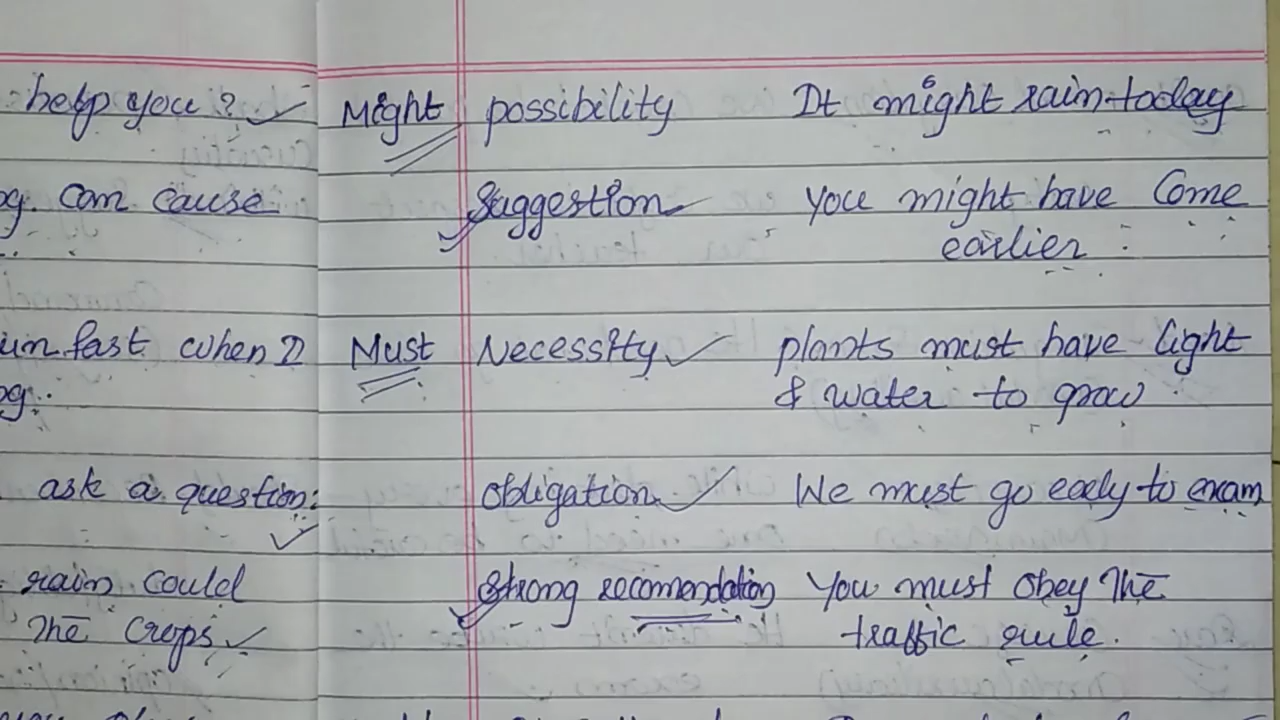 help you? Might possibility It might rain today
can cause Suggestion You might have Come
earlier
fast when I Must Necessity plants must have light
& water to grow
ask a question. obligation We must go early to exam
rain could Strong recomendation You must obey The
The Crops traffic rule.